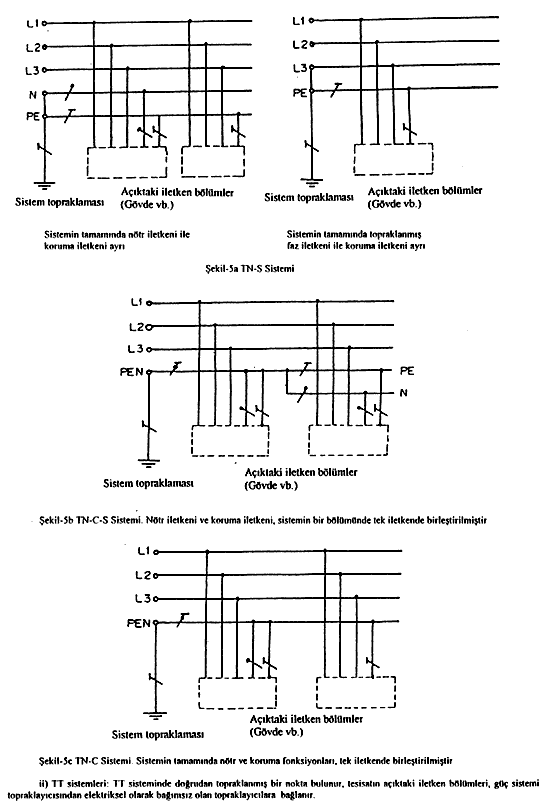 L1
L2
L3
N
PE
Sistem topraklaması
Açıktaki iletken bölümler
(Gövde vb.)
Sistemin tamamında nötr iletkeni ile
koruma iletkeni ayrı
L1
L2
L3
PE
Sistem topraklaması
Açıktaki iletken bölümler
(Gövde vb.)
Sistemin tamamında topraklanmış
faz iletkeni ile koruma iletkeni ayrı
Şekil-5a TN-S Sistemi
L1
L2
L3
PEN
PE
N
Sistem topraklaması
Açıktaki iletken bölümler
(Gövde vb.)
Şekil-5b TN-C-S Sistemi. Nötr iletkeni ve koruma iletkeni, sistemin bir bölümünde tek iletkende birleştirilmiştir
L1
L2
L3
PEN
Sistem topraklaması
Açıktaki iletken bölümler
(Gövde vb.)
Şekil-5c TN-C Sistemi. Sistemin tamamında nötr ve koruma fonksiyonları, tek iletkende birleştirilmiştir
ii) TT sistemleri: TT sisteminde doğrudan topraklanmış bir nokta bulunur, tesisatın açıktaki iletken bölümleri, güç sistemi
topraklayıcısından elektriksel olarak bağımsız olan topraklayıcılara bağlanır.